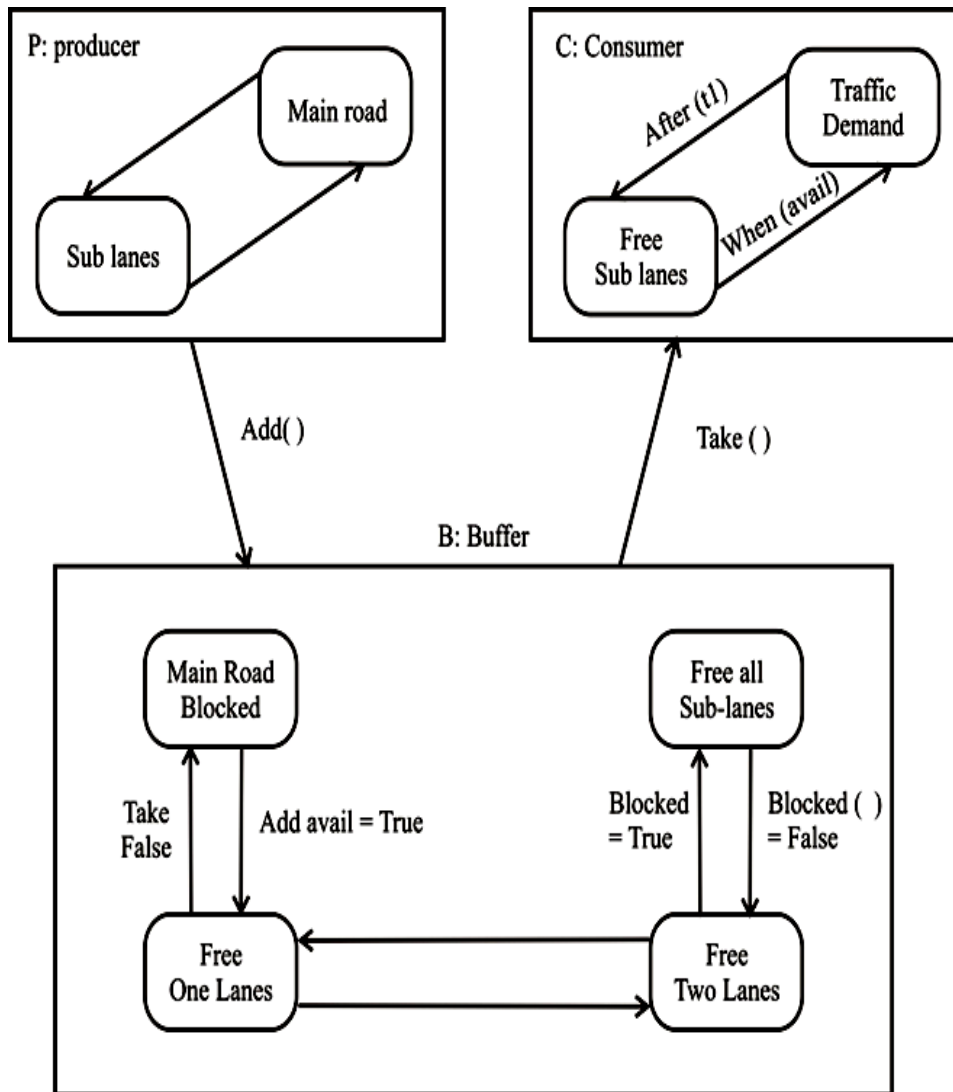 P: producer
Main road
Sub lanes
C: Consumer
Traffic
Demand
After (t1)
When (avail)
Free
Sub lanes
Add( )
Take ( )
B: Buffer
Main Road
Blocked
Free all
Sub-lanes
Take
False
Add avail = True
Blocked
= True
Blocked ( )
= False
Free
One Lanes
Free
Two Lanes